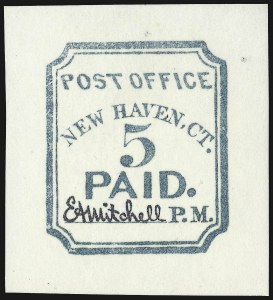 POST OFFICE
NEW HAVEN, CT.
5
PAID.
E A Mitchell P.M.